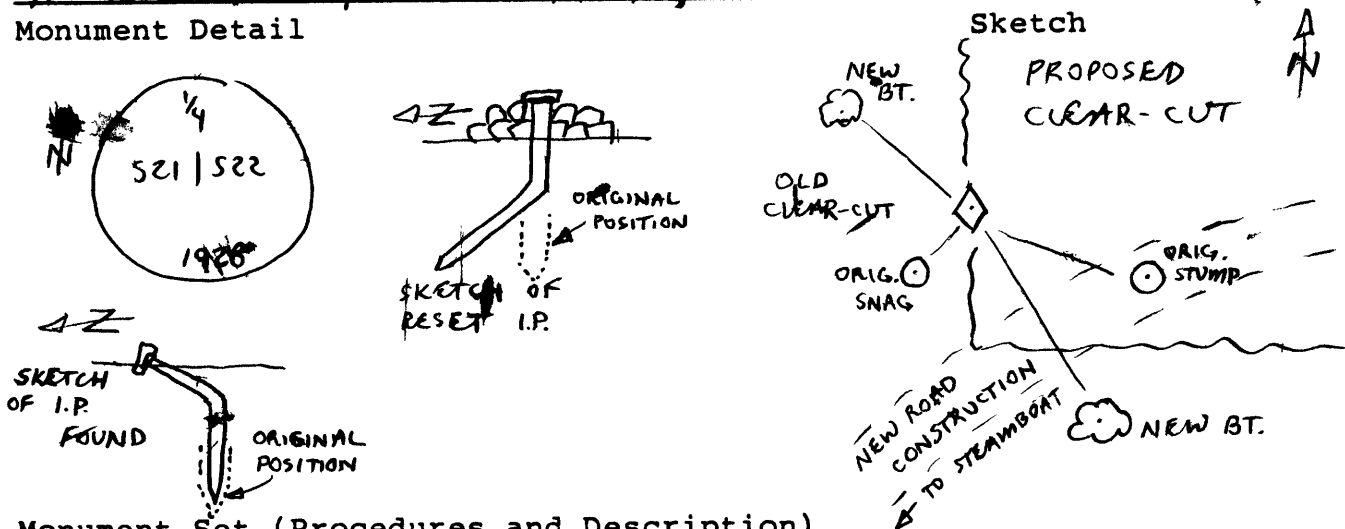 Monument Detail
N
1/4
S21 | S22
1928
N
ORIGINAL
POSITION
SKETCH OF
RESET I.P.
N
SKETCH
OF I.P.
FOUND
ORIGINAL
POSITION
Sketch
N
PROPOSED
CLEAR-CUT
NEW
BT.
OLD
CLEAR-CUT
ORIG.
SNAG
ORIG.
STUMP
NEW ROAD
CONSTRUCTION
TO STEAMBOAT
NEW BT.
Monument Set (Procedures and Description)